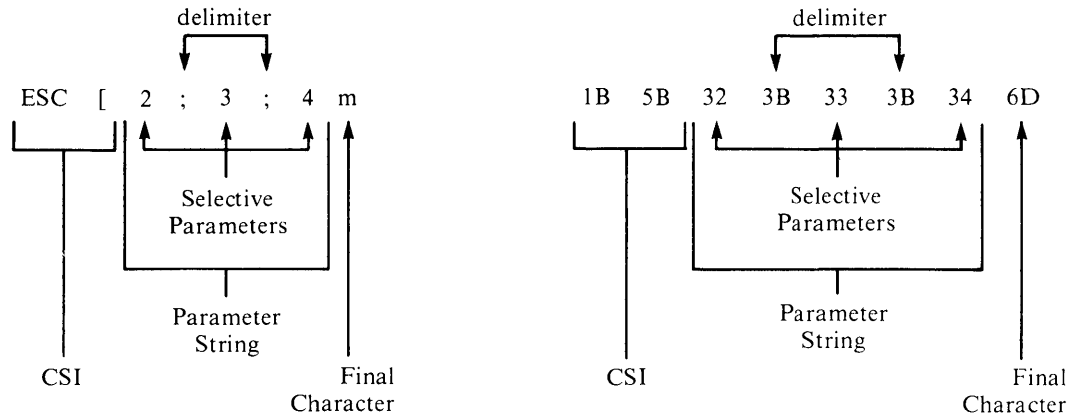 delimiter
ESC [ 2 ; 3 ; 4 m
Selective
Parameters
Parameter
String
CSI
Final
Character
delimiter
1B 5B 32 3B 33 3B 34 6D
Selective
Parameters
Parameter
String
CSI
Final
Character